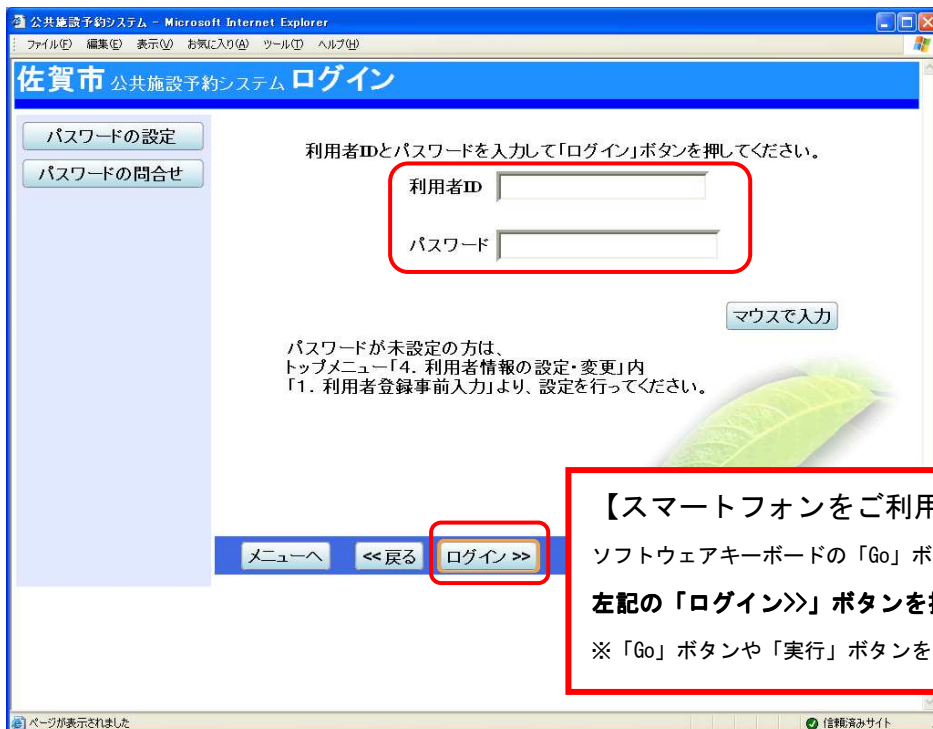 公共施設予約システム - Microsoft Internet Explorer
ファイル(F) 編集(E) 表示(V) お気に入り(A) ツール(T) ヘルプ(H)
佐賀市 公共施設予約システム ログイン
パスワードの設定
パスワードの問合せ
利用者IDとパスワードを入力して「ログイン」ボタンを押してください。
利用者ID
パスワード
マウスで入力
パスワードが未設定の方は、
トップメニュー「4. 利用者情報の設定・変更」内
「1. 利用者登録事前入力」より、設定を行ってください。
メニューへ <<戻る ログイン >>
【スマートフォンをご利用
ソフトウェアキーボードの「Go」ボ
左記の「ログイン>>」ボタンを
※「Go」ボタンや「実行」ボタンを
ページが表示されました 信頼済みサイト